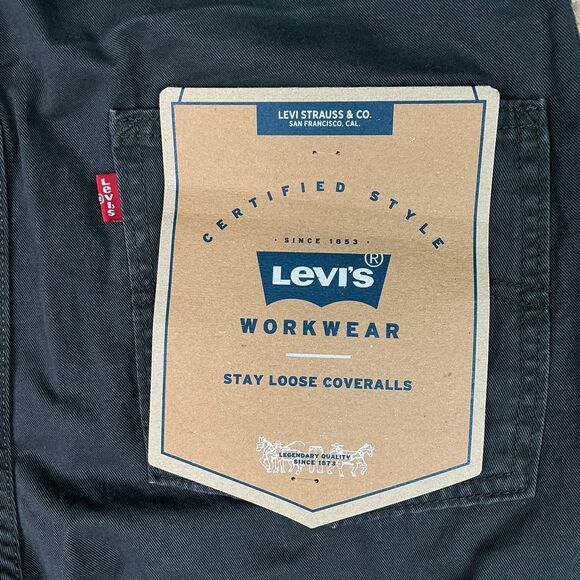 LEVI STRAUSS & CO.
SAN FRANCISCO, CAL.
CERTIFIED STYLE
· SINCE 1853 ·
LEVI'S®
WORKWEAR
STAY LOOSE COVERALLS
LEGENDARY QUALITY
SINCE 1873
LEVI'S
®